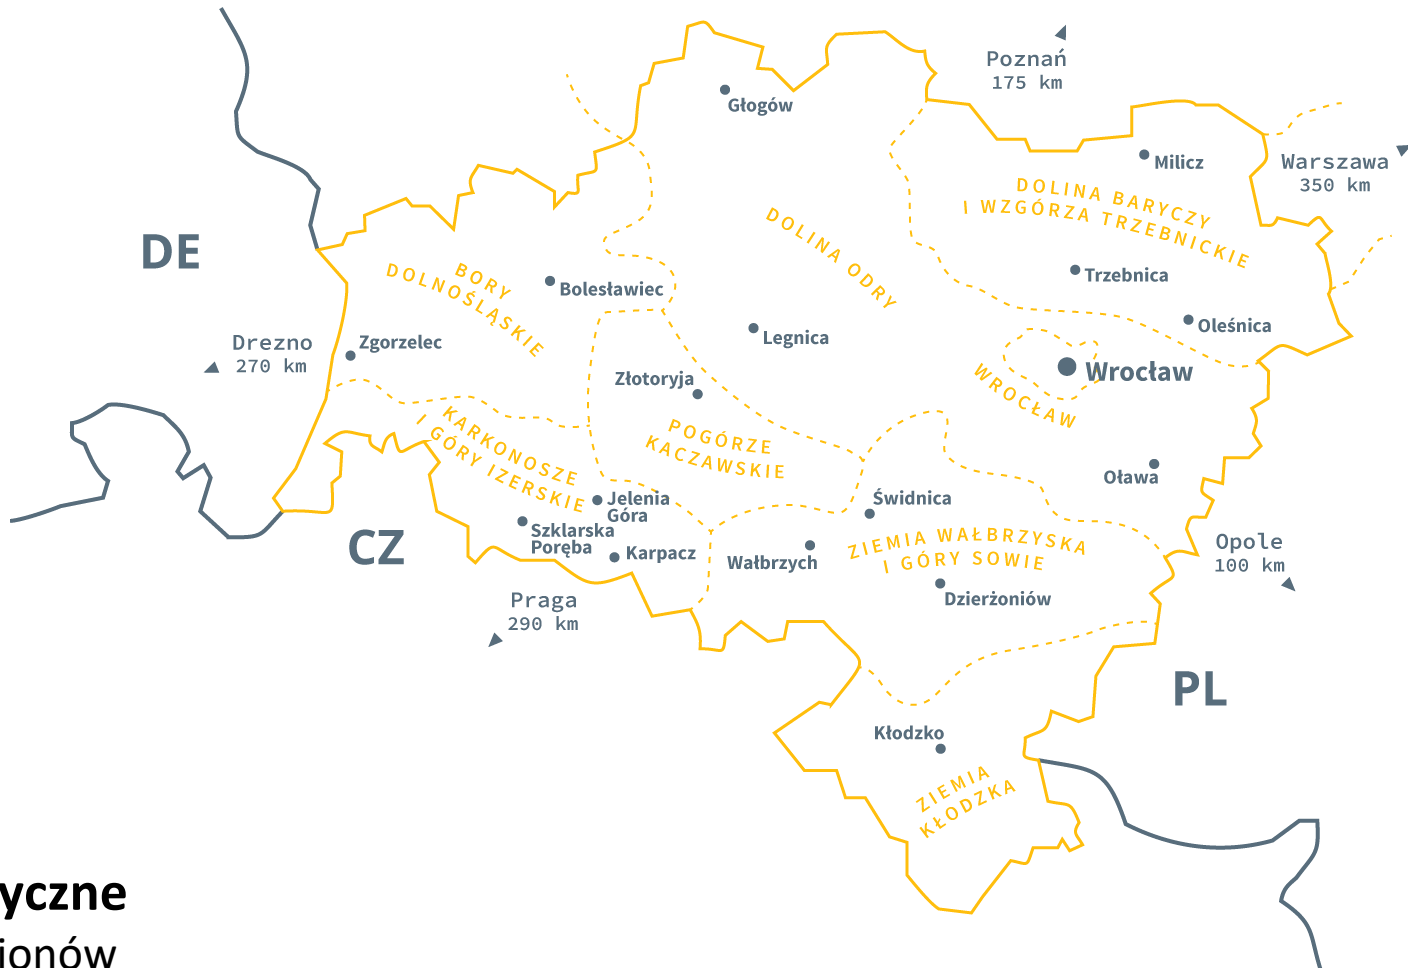 Poznań
175 km
Głogów
Milicz
Warszawa
350 km
DOLINA BARYCZY
I WZGÓRZA TRZEBNICKIE
DOLINA ODRY
DE
BORY
DOLNOŚLĄSKIE
Bolesławiec
Trzebnica
Oleśnica
Legnica
Drezno
270 km
Zgorzelec
Złotoryja
Wrocław
WROCŁAW
KARKONOSZE
I GÓRY IZERSKIE
POGÓRZE
KACZAWSKIE
Oława
Jelenia
Góra
Świdnica
Szklarska
Poręba
Karpacz
CZ
Wałbrzych
ZIEMIA WAŁBRZYSKA
I GÓRY SOWIE
Opole
100 km
Dzierżoniów
Praga
290 km
PL
Kłodzko
ZIEMIA
KŁODZKA
yczne
ionów